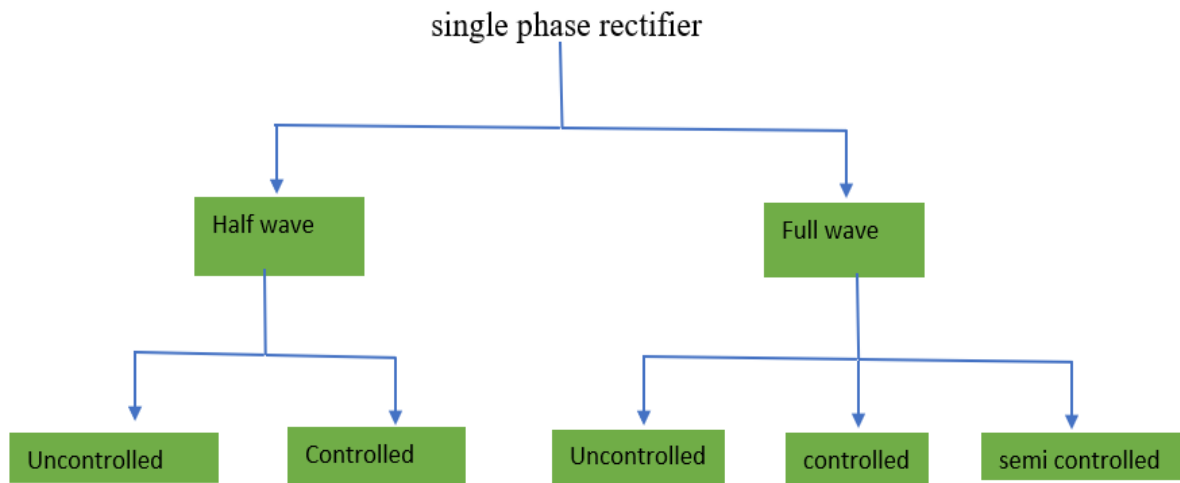 single phase rectifier
Half wave
Full wave
Uncontrolled
Controlled
Uncontrolled
controlled
semi controlled